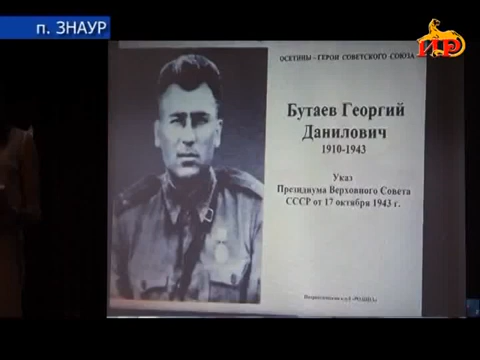 п. ЗНАУР
ИР
ОСЕТИНЫ - ГЕРОИ СОВЕТСКОГО СОЮЗА
Бутаев Георгий
Данилович
1910-1943
Указ
Президиума Верховного Совета
СССР от 17 октября 1943 г.